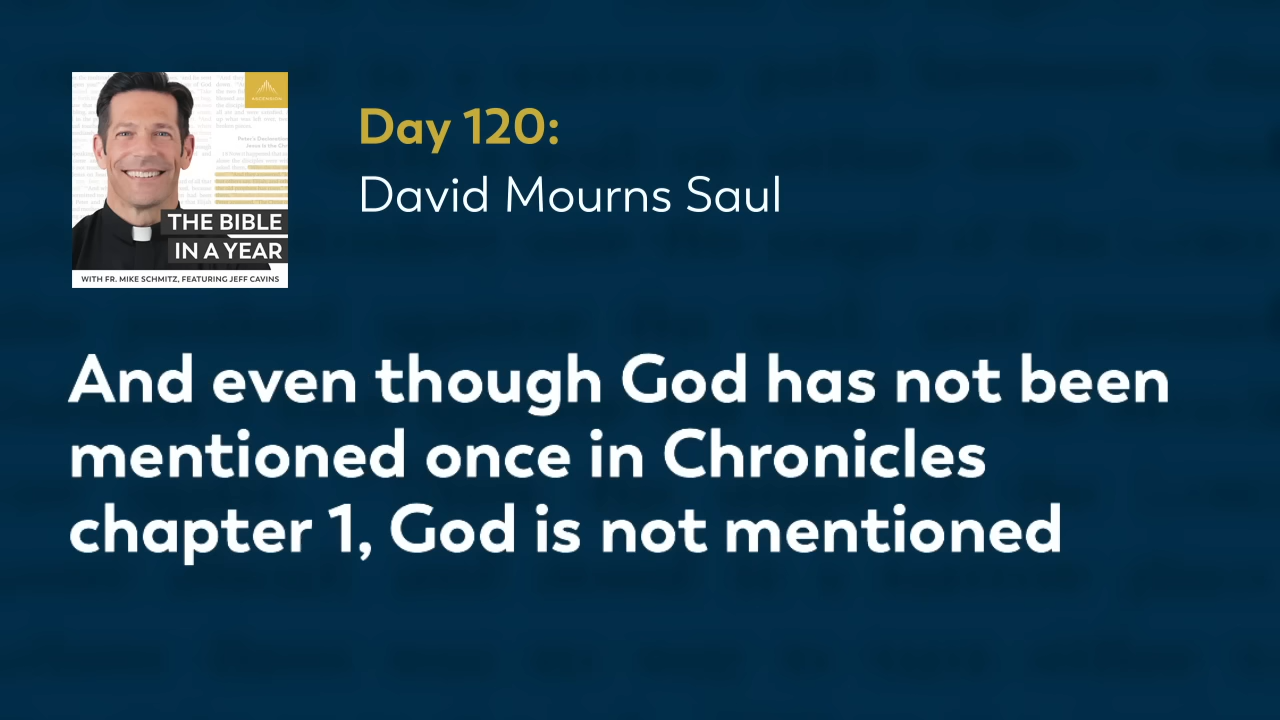 Day 120:
David Mourns Saul
THE BIBLE
IN A YEAR
WITH FR. MIKE SCHMITZ, FEATURING JEFF CAVINS
And even though God has not been
mentioned once in Chronicles
chapter 1, God is not mentioned